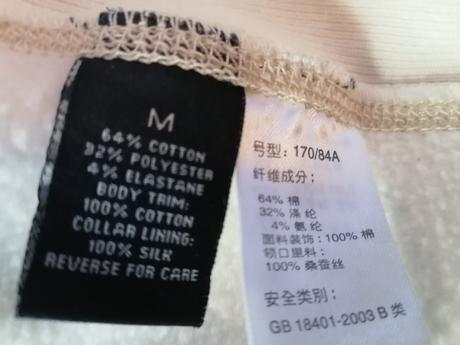 M
64% COTTON
32% POLYESTER
4% ELASTANE
BODY TRIM:
100% COTTON
COLLAR LINING:
100% SILK
REVERSE FOR CARE
号型：170/84A
纤维成分：
64% 棉
32% 涤纶
4% 氨纶
面料装饰：100% 棉
领口里料：
100% 桑蚕丝
安全类别：
GB 18401-2003 B 类